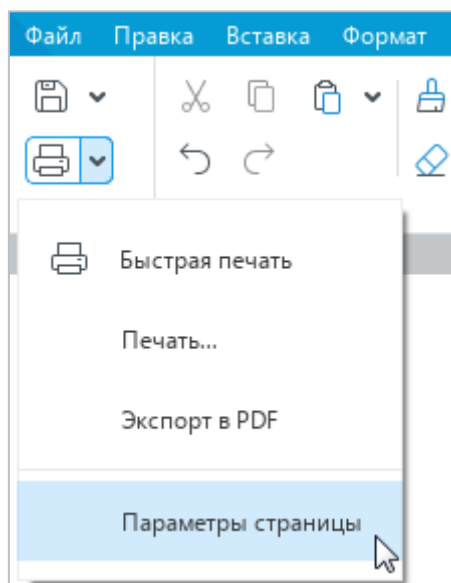 Файл Правка Вставка Формат
Быстрая печать
Печать...
Экспорт в PDF
Параметры страницы